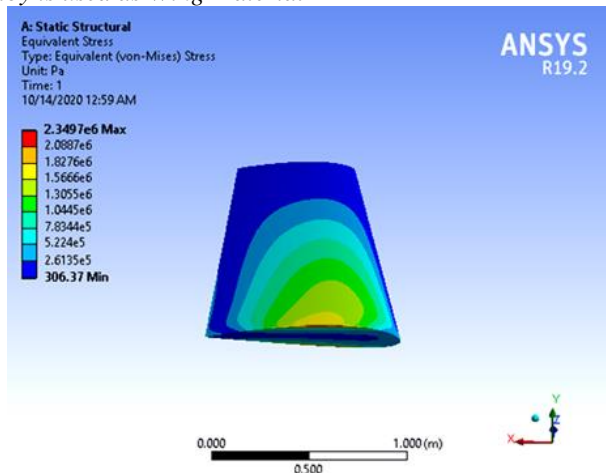 A: Static Structural
Equivalent Stress
Type: Equivalent (von-Mises) Stress
Unit: Pa
Time: 1
10/14/2020 12:59 AM
ANSYS
R19.2
2.3497e6 Max
2.0887e6
1.8276e6
1.5666e6
1.3055e6
1.0445e6
7.8344e5
5.224e5
2.6135e5
306.37 Min
Y
X
Z
0.000
1.000 (m)
0.500